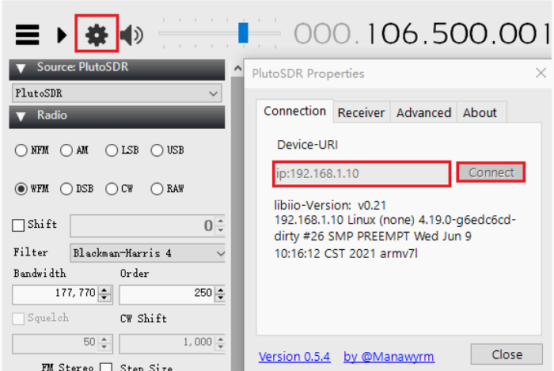 000.106.500.001
Source: PlutoSDR
PlutoSDR
Radio
NFM AM LSB USB
WFM DSB CW RAW
Shift 0
Filter Blackman-Harris 4
Bandwidth Order
177,770 250
Squelch CW Shift
50 1,000
FM Stereo Step Size
PlutoSDR Properties
Connection Receiver Advanced About
Device-URI
ip:192.168.1.10 Connect
libiio-Version: v0.21
192.168.1.10 Linux (none) 4.19.0-g6edc6cd-
dirty #26 SMP PREEMPT Wed Jun 9
10:16:12 CST 2021 armv7l
Version 0.5.4 by @Manawyrm Close